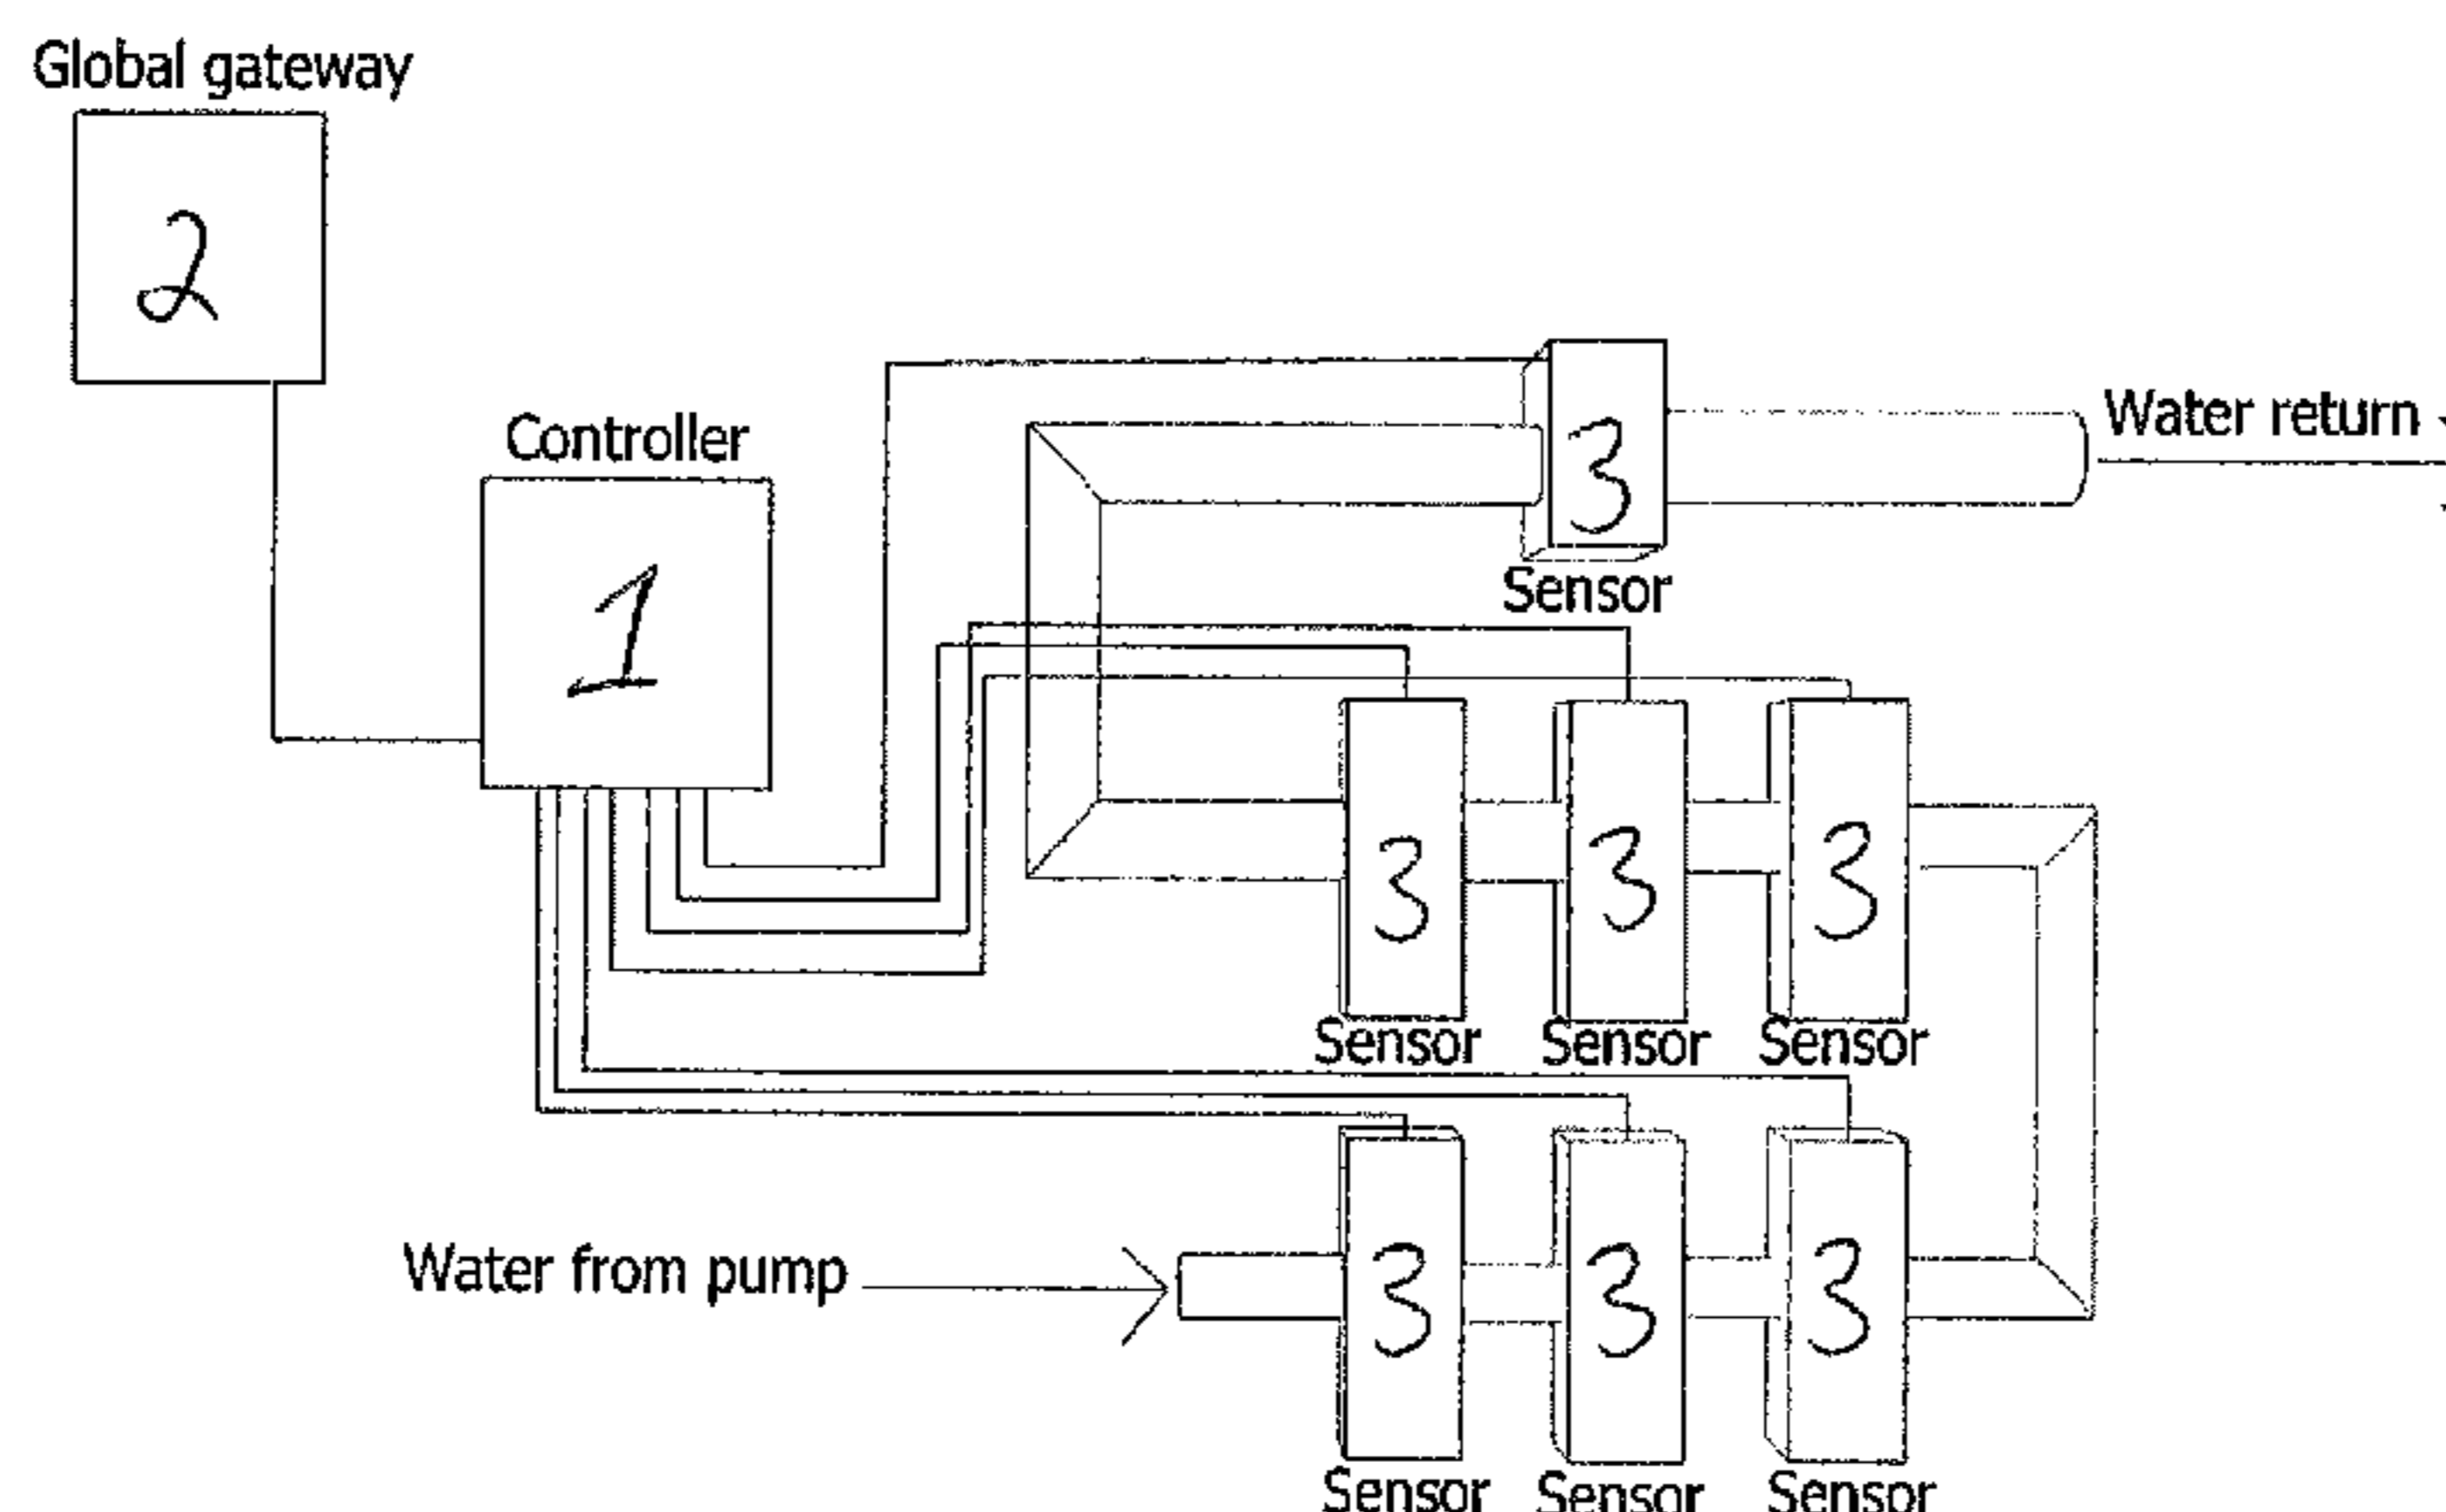 Global gateway
2
Controller
1
Water return
3
Sensor
3 3 3
Sensor Sensor Sensor
Water from pump
3 3 3
Sensor Sensor Sensor